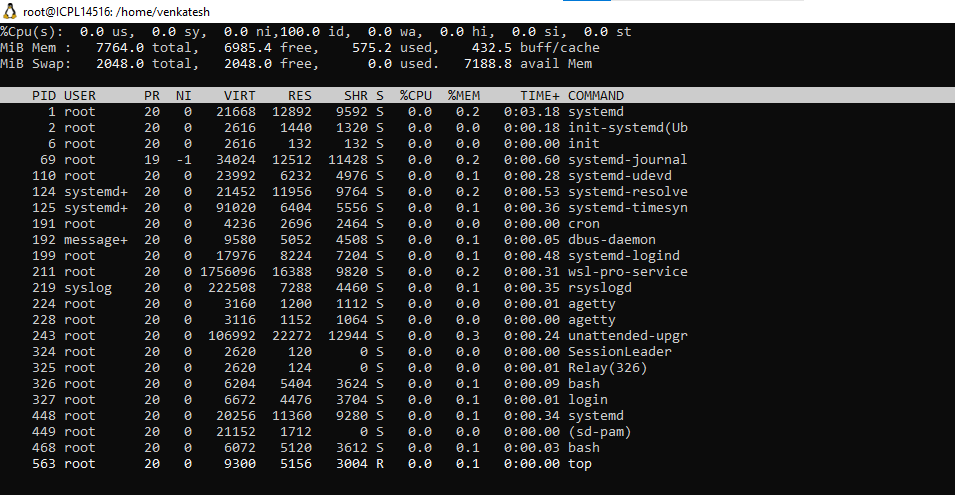 root@ICPL14516: /home/venkatesh
%Cpu(s):  0.0 us,  0.0 sy,  0.0 ni,100.0 id,  0.0 wa,  0.0 hi,  0.0 si,  0.0 st
MiB Mem :   7764.0 total,   6985.4 free,    575.2 used,    432.5 buff/cache
MiB Swap:   2048.0 total,   2048.0 free,      0.0 used.   7188.8 avail Mem
PID USER      PR  NI    VIRT    RES    SHR S  %CPU  %MEM     TIME+ COMMAND
1 root      20   0   21668  12892   9592 S   0.0   0.2   0:03.18 systemd
2 root      20   0    2616   1440   1320 S   0.0   0.0   0:00.18 init-systemd(Ub
6 root      20   0    2616    132    132 S   0.0   0.0   0:00.00 init
69 root      19  -1   34024  12512  11428 S   0.0   0.2   0:00.60 systemd-journal
110 root      20   0   23992   6232   4976 S   0.0   0.1   0:00.28 systemd-udevd
124 systemd+  20   0   21452  11956   9764 S   0.0   0.2   0:00.53 systemd-resolve
125 systemd+  20   0   91020   6404   5556 S   0.0   0.1   0:00.36 systemd-timesyn
191 root      20   0    4236   2696   2464 S   0.0   0.0   0:00.00 cron
192 message+  20   0    9580   5052   4508 S   0.0   0.1   0:00.05 dbus-daemon
199 root      20   0   17976   8224   7204 S   0.0   0.1   0:00.48 systemd-logind
211 root      20   0 1756096  16388   9820 S   0.0   0.2   0:00.31 wsl-pro-service
219 syslog    20   0  222508   7288   4460 S   0.0   0.1   0:00.35 rsyslogd
224 root      20   0    3160   1200   1112 S   0.0   0.0   0:00.01 agetty
228 root      20   0    3116   1152   1064 S   0.0   0.0   0:00.00 agetty
243 root      20   0  106992  22272  12944 S   0.0   0.3   0:00.24 unattended-upgr
324 root      20   0    2620    120      0 S   0.0   0.0   0:00.00 SessionLeader
325 root      20   0    2620    124      0 S   0.0   0.0   0:00.01 Relay(326)
326 root      20   0    6204   5404   3624 S   0.0   0.1   0:00.09 bash
327 root      20   0    6672   4476   3704 S   0.0   0.1   0:00.01 login
448 root      20   0   20256  11360   9280 S   0.0   0.1   0:00.34 systemd
449 root      20   0   21152   1712      0 S   0.0   0.0   0:00.00 (sd-pam)
468 root      20   0    6072   5120   3612 S   0.0   0.1   0:00.03 bash
563 root      20   0    9300   5156   3004 R   0.0   0.1   0:00.00 top